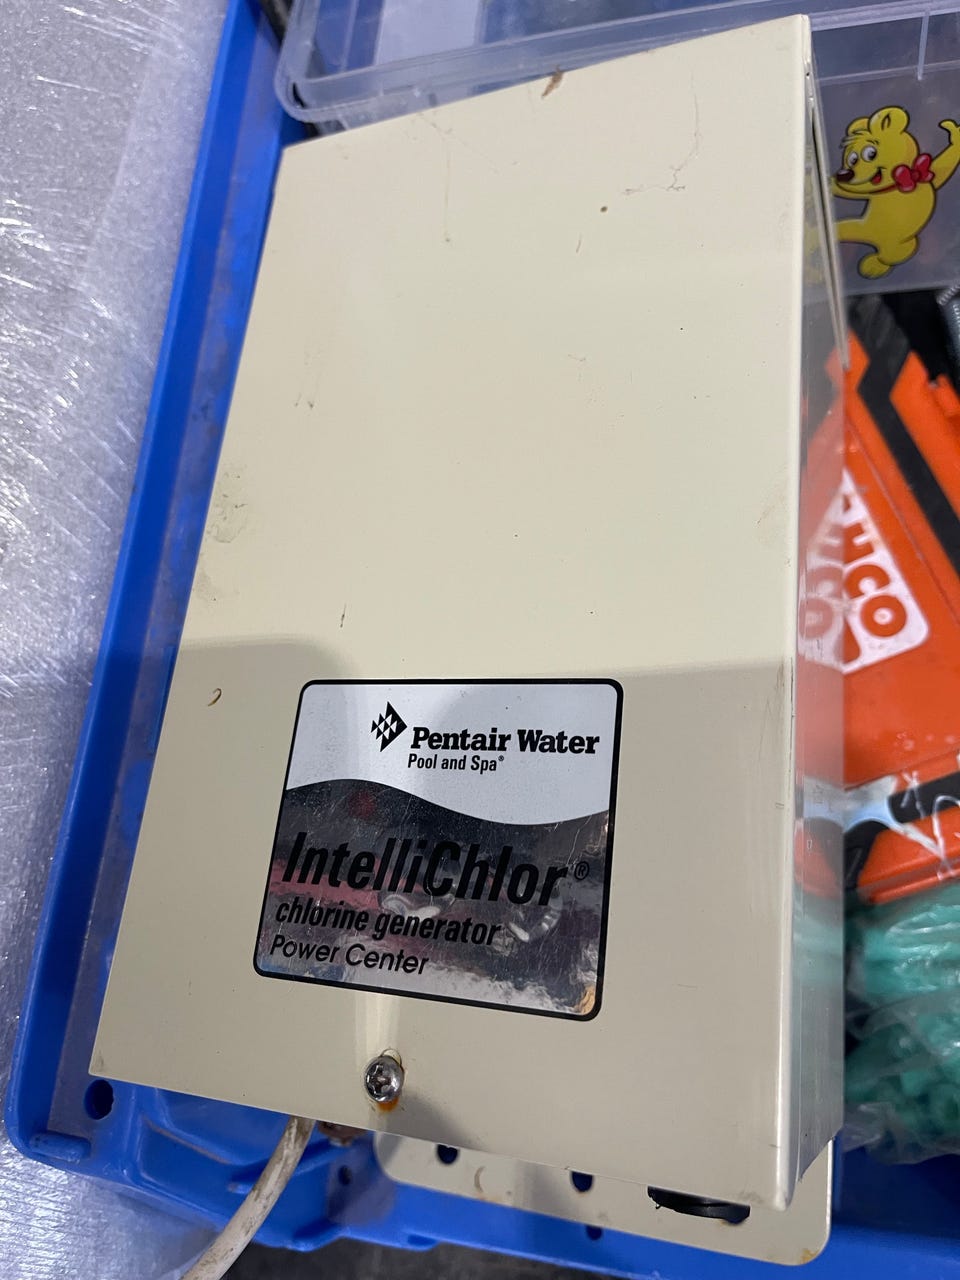 Pentair Water
Pool and Spa®
IntelliChlor®
chlorine generator
Power Center